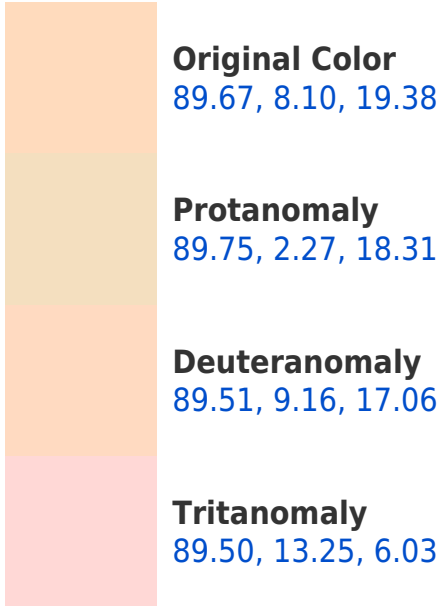 Original Color
89.67, 8.10, 19.38
Protanomaly
89.75, 2.27, 18.31
Deuteranomaly
89.51, 9.16, 17.06
Tritanomaly
89.50, 13.25, 6.03